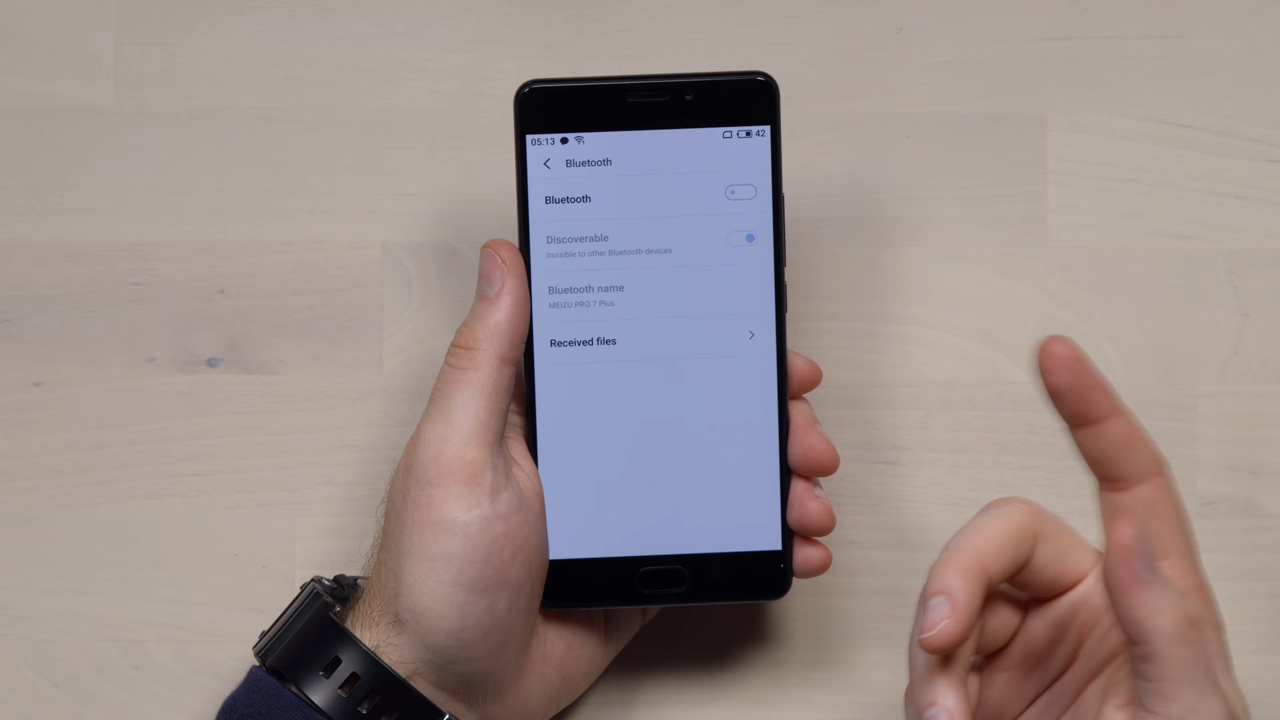 05:13 42
Bluetooth
Bluetooth
Discoverable
Invisible to other Bluetooth devices
Bluetooth name
MEIZU PRO 7 Plus
Received files